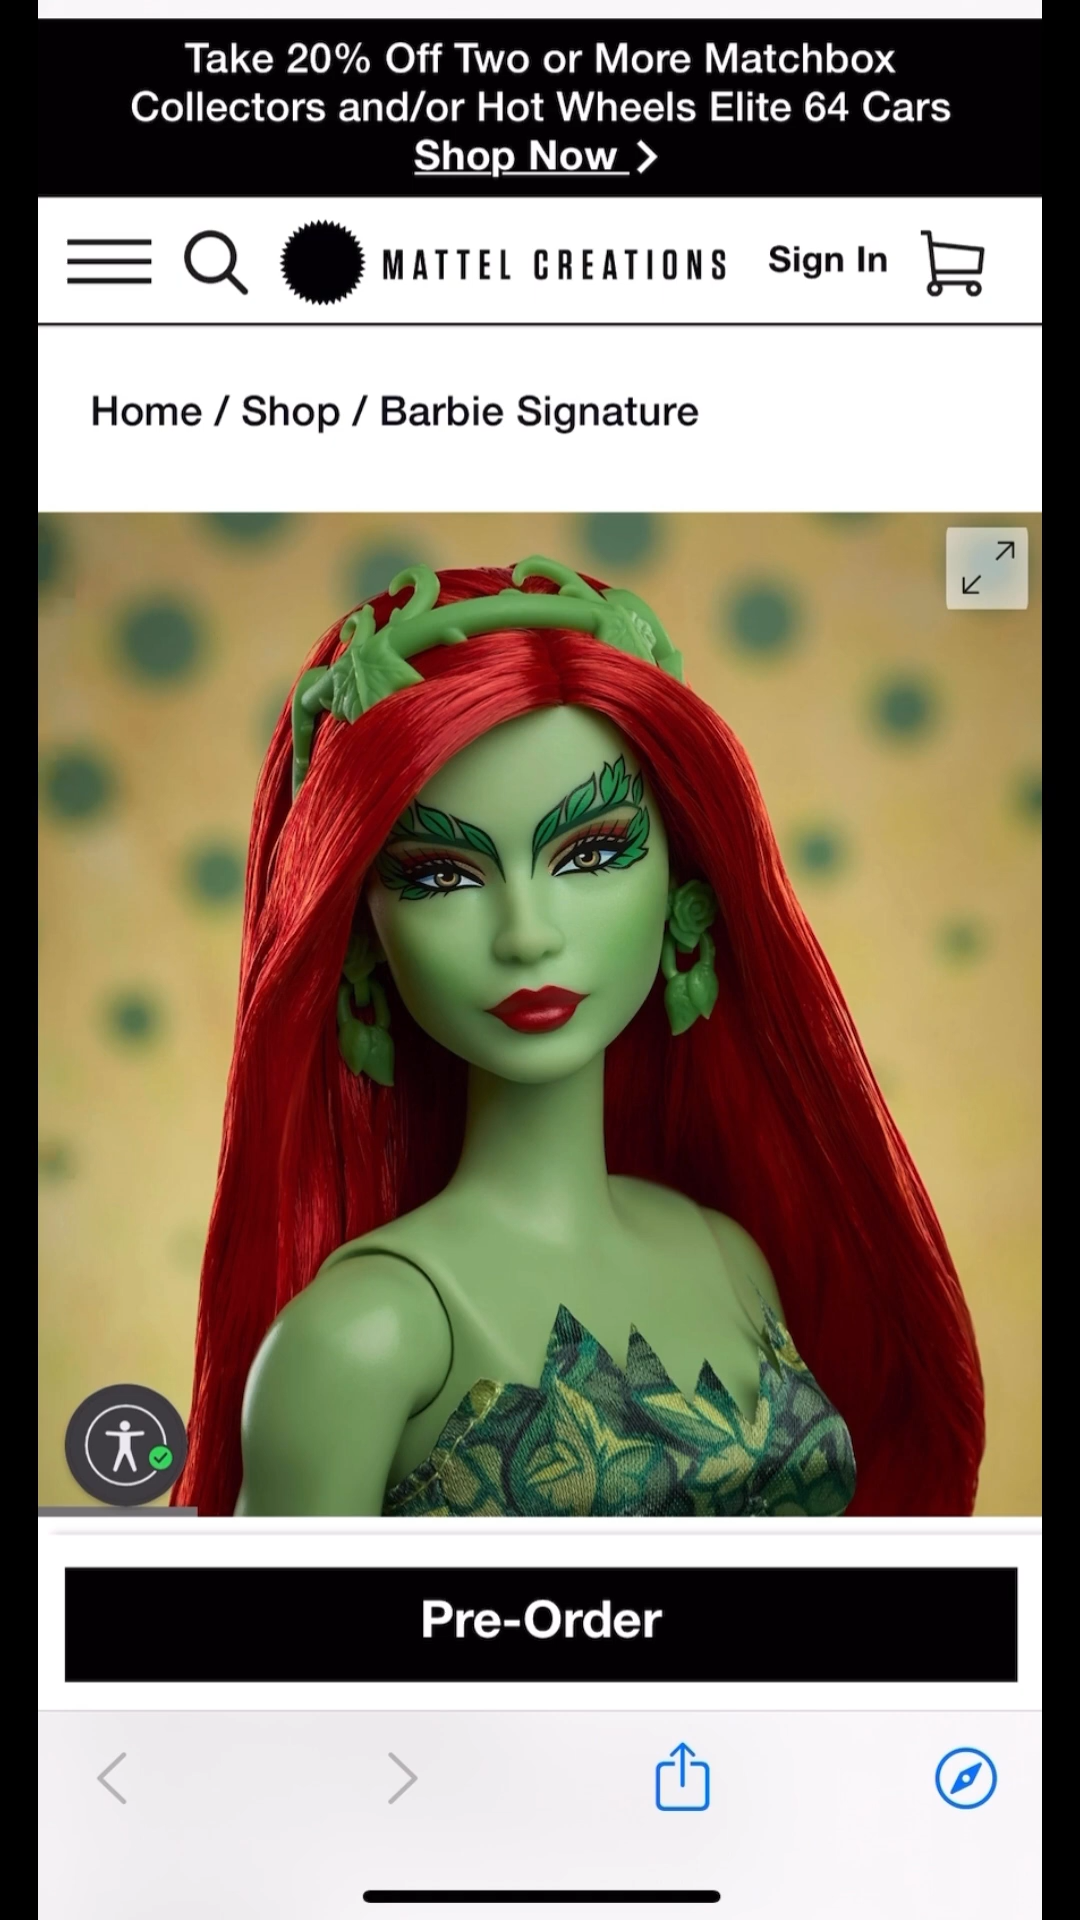 Take 20% Off Two or More Matchbox
Collectors and/or Hot Wheels Elite 64 Cars
Shop Now >
MATTEL CREATIONS
Sign In
Home / Shop / Barbie Signature
Pre-Order